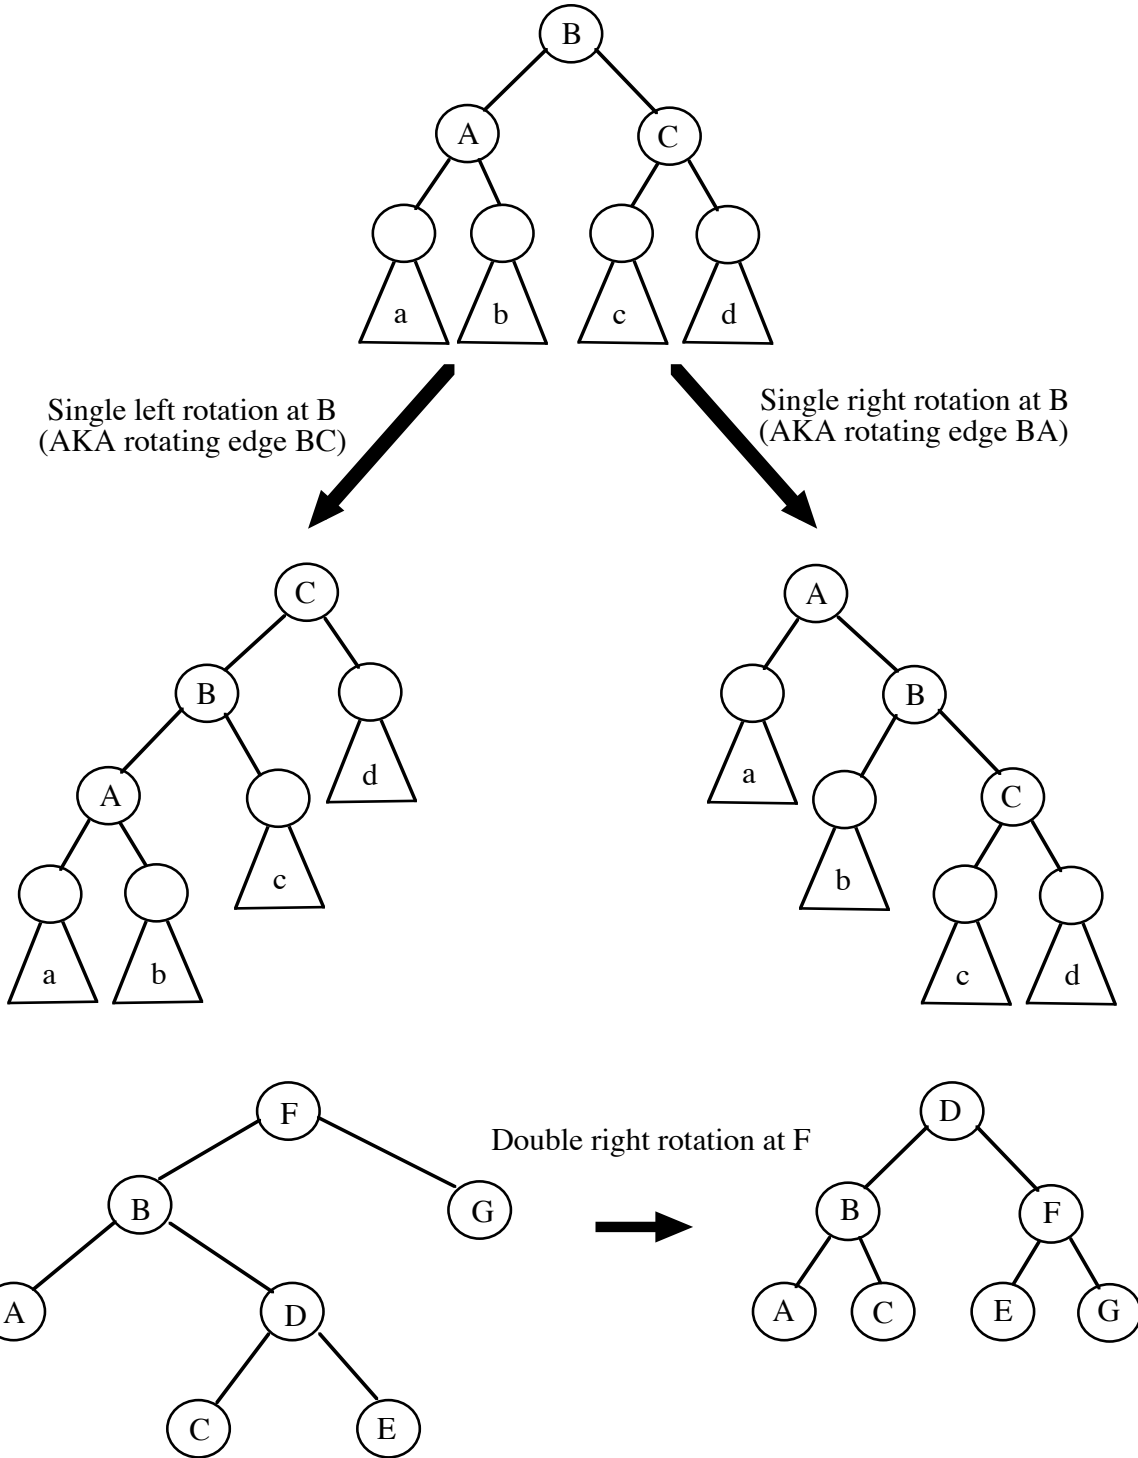 B
A
C
a
b
c
d
Single left rotation at B
(AKA rotating edge BC)
Single right rotation at B
(AKA rotating edge BA)
C
B
d
A
c
a
b
A
a
B
b
C
c
d
F
B
G
A
D
C
E
Double right rotation at F
D
B
F
A
C
E
G